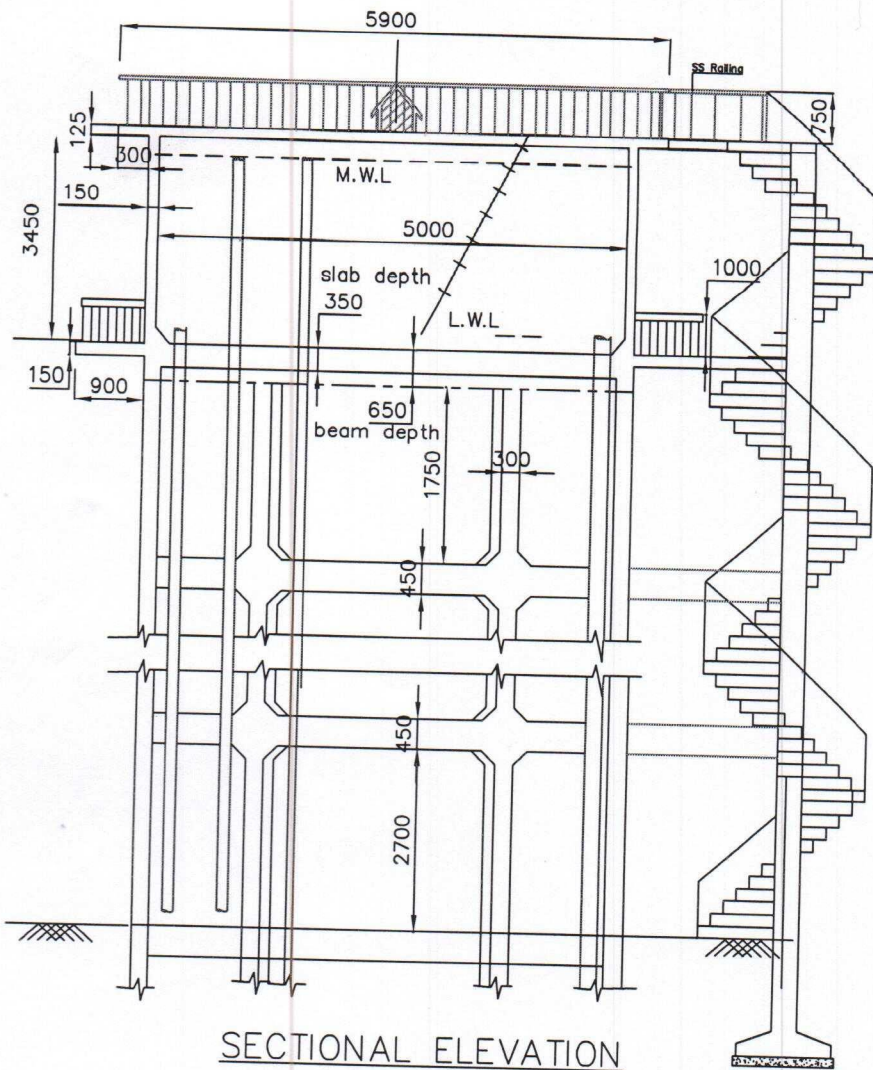 5900
SS Railing
750
125
300
M.W.L
150
3450
5000
1000
slab depth
350
L.W.L
150
900
650
beam depth
1750
300
450
450
2700
SECTIONAL ELEVATION